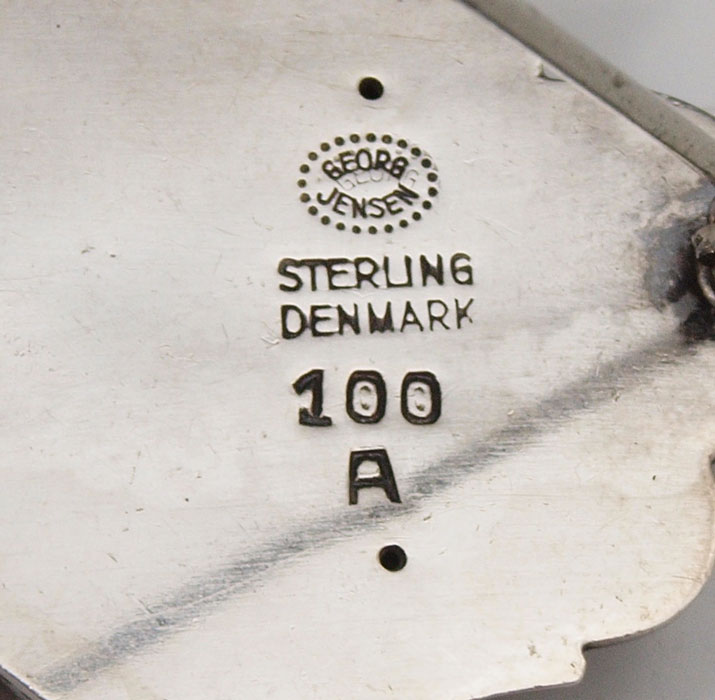 GEORG
JENSEN
STERLING
DENMARK
100
A